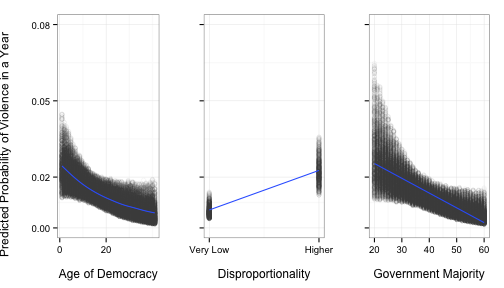 Predicted Probability of Violence in a Year
0.08
0.05
0.02
0.00
0 20
Very Low Higher
20 30 40 50 60
Age of Democracy
Disproportionality
Government Majority